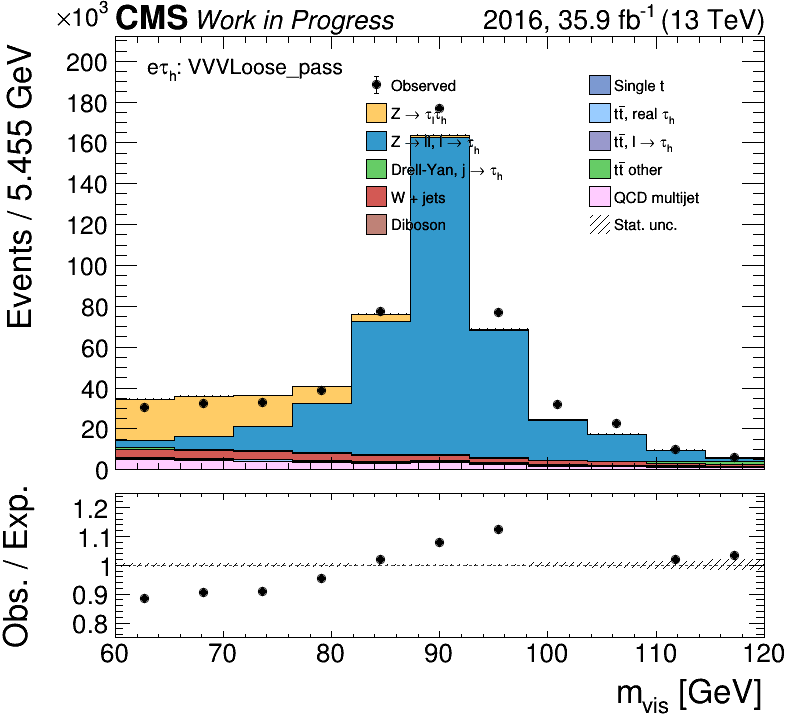 ×10³ CMS Work in Progress 2016, 35.9 fb⁻¹ (13 TeV)
eτₕ: VVVLoose_pass
Observed
Z → τₗτₕ
Z → ll, l → τₕ
Drell-Yan, j → τₕ
W + jets
Diboson
Single t
tt̄, real τₕ
tt̄, l → τₕ
tt̄ other
QCD multijet
Stat. unc.
Events / 5.455 GeV
200
180
160
140
120
100
80
60
40
20
0
Obs. / Exp.
1.2
1.1
1
0.9
0.8
60 70 80 90 100 110 120
m_vis [GeV]